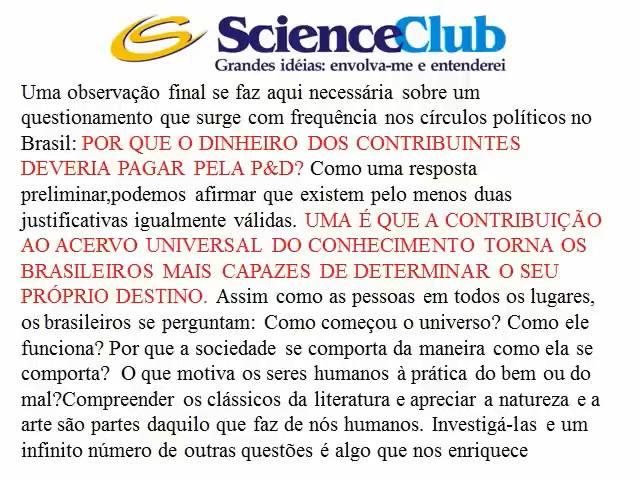 ScienceClub
Grandes idéias: envolva-me e entenderei
Uma observação final se faz aqui necessária sobre um
questionamento que surge com frequência nos círculos políticos no
Brasil: POR QUE O DINHEIRO DOS CONTRIBUINTES
DEVERIA PAGAR PELA P&D? Como uma resposta
preliminar,podemos afirmar que existem pelo menos duas
justificativas igualmente válidas. UMA É QUE A CONTRIBUIÇÃO
AO ACERVO UNIVERSAL DO CONHECIMENTO TORNA OS
BRASILEIROS MAIS CAPAZES DE DETERMINAR O SEU
PRÓPRIO DESTINO. Assim como as pessoas em todos os lugares,
os brasileiros se perguntam: Como começou o universo? Como ele
funciona? Por que a sociedade se comporta da maneira como ela se
comporta? O que motiva os seres humanos à prática do bem ou do
mal?Compreender os clássicos da literatura e apreciar a natureza e a
arte são partes daquilo que faz de nós humanos. Investigá-las e um
infinito número de outras questões é algo que nos enriquece